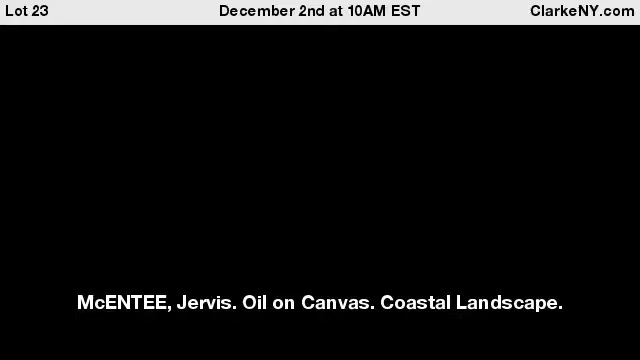 Lot 23 December 2nd at 10AM EST ClarkeNY.com
McENTEE, Jervis. Oil on Canvas. Coastal Landscape.